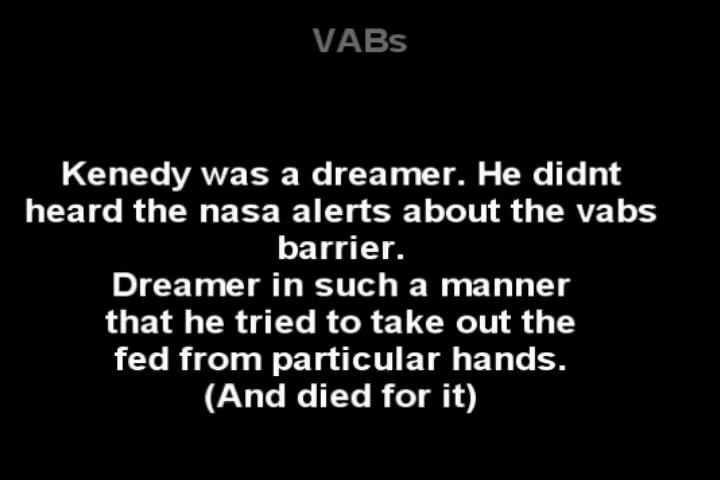 VABs
Kenedy was a dreamer. He didnt
heard the nasa alerts about the vabs
barrier.
Dreamer in such a manner
that he tried to take out the
fed from particular hands.
(And died for it)